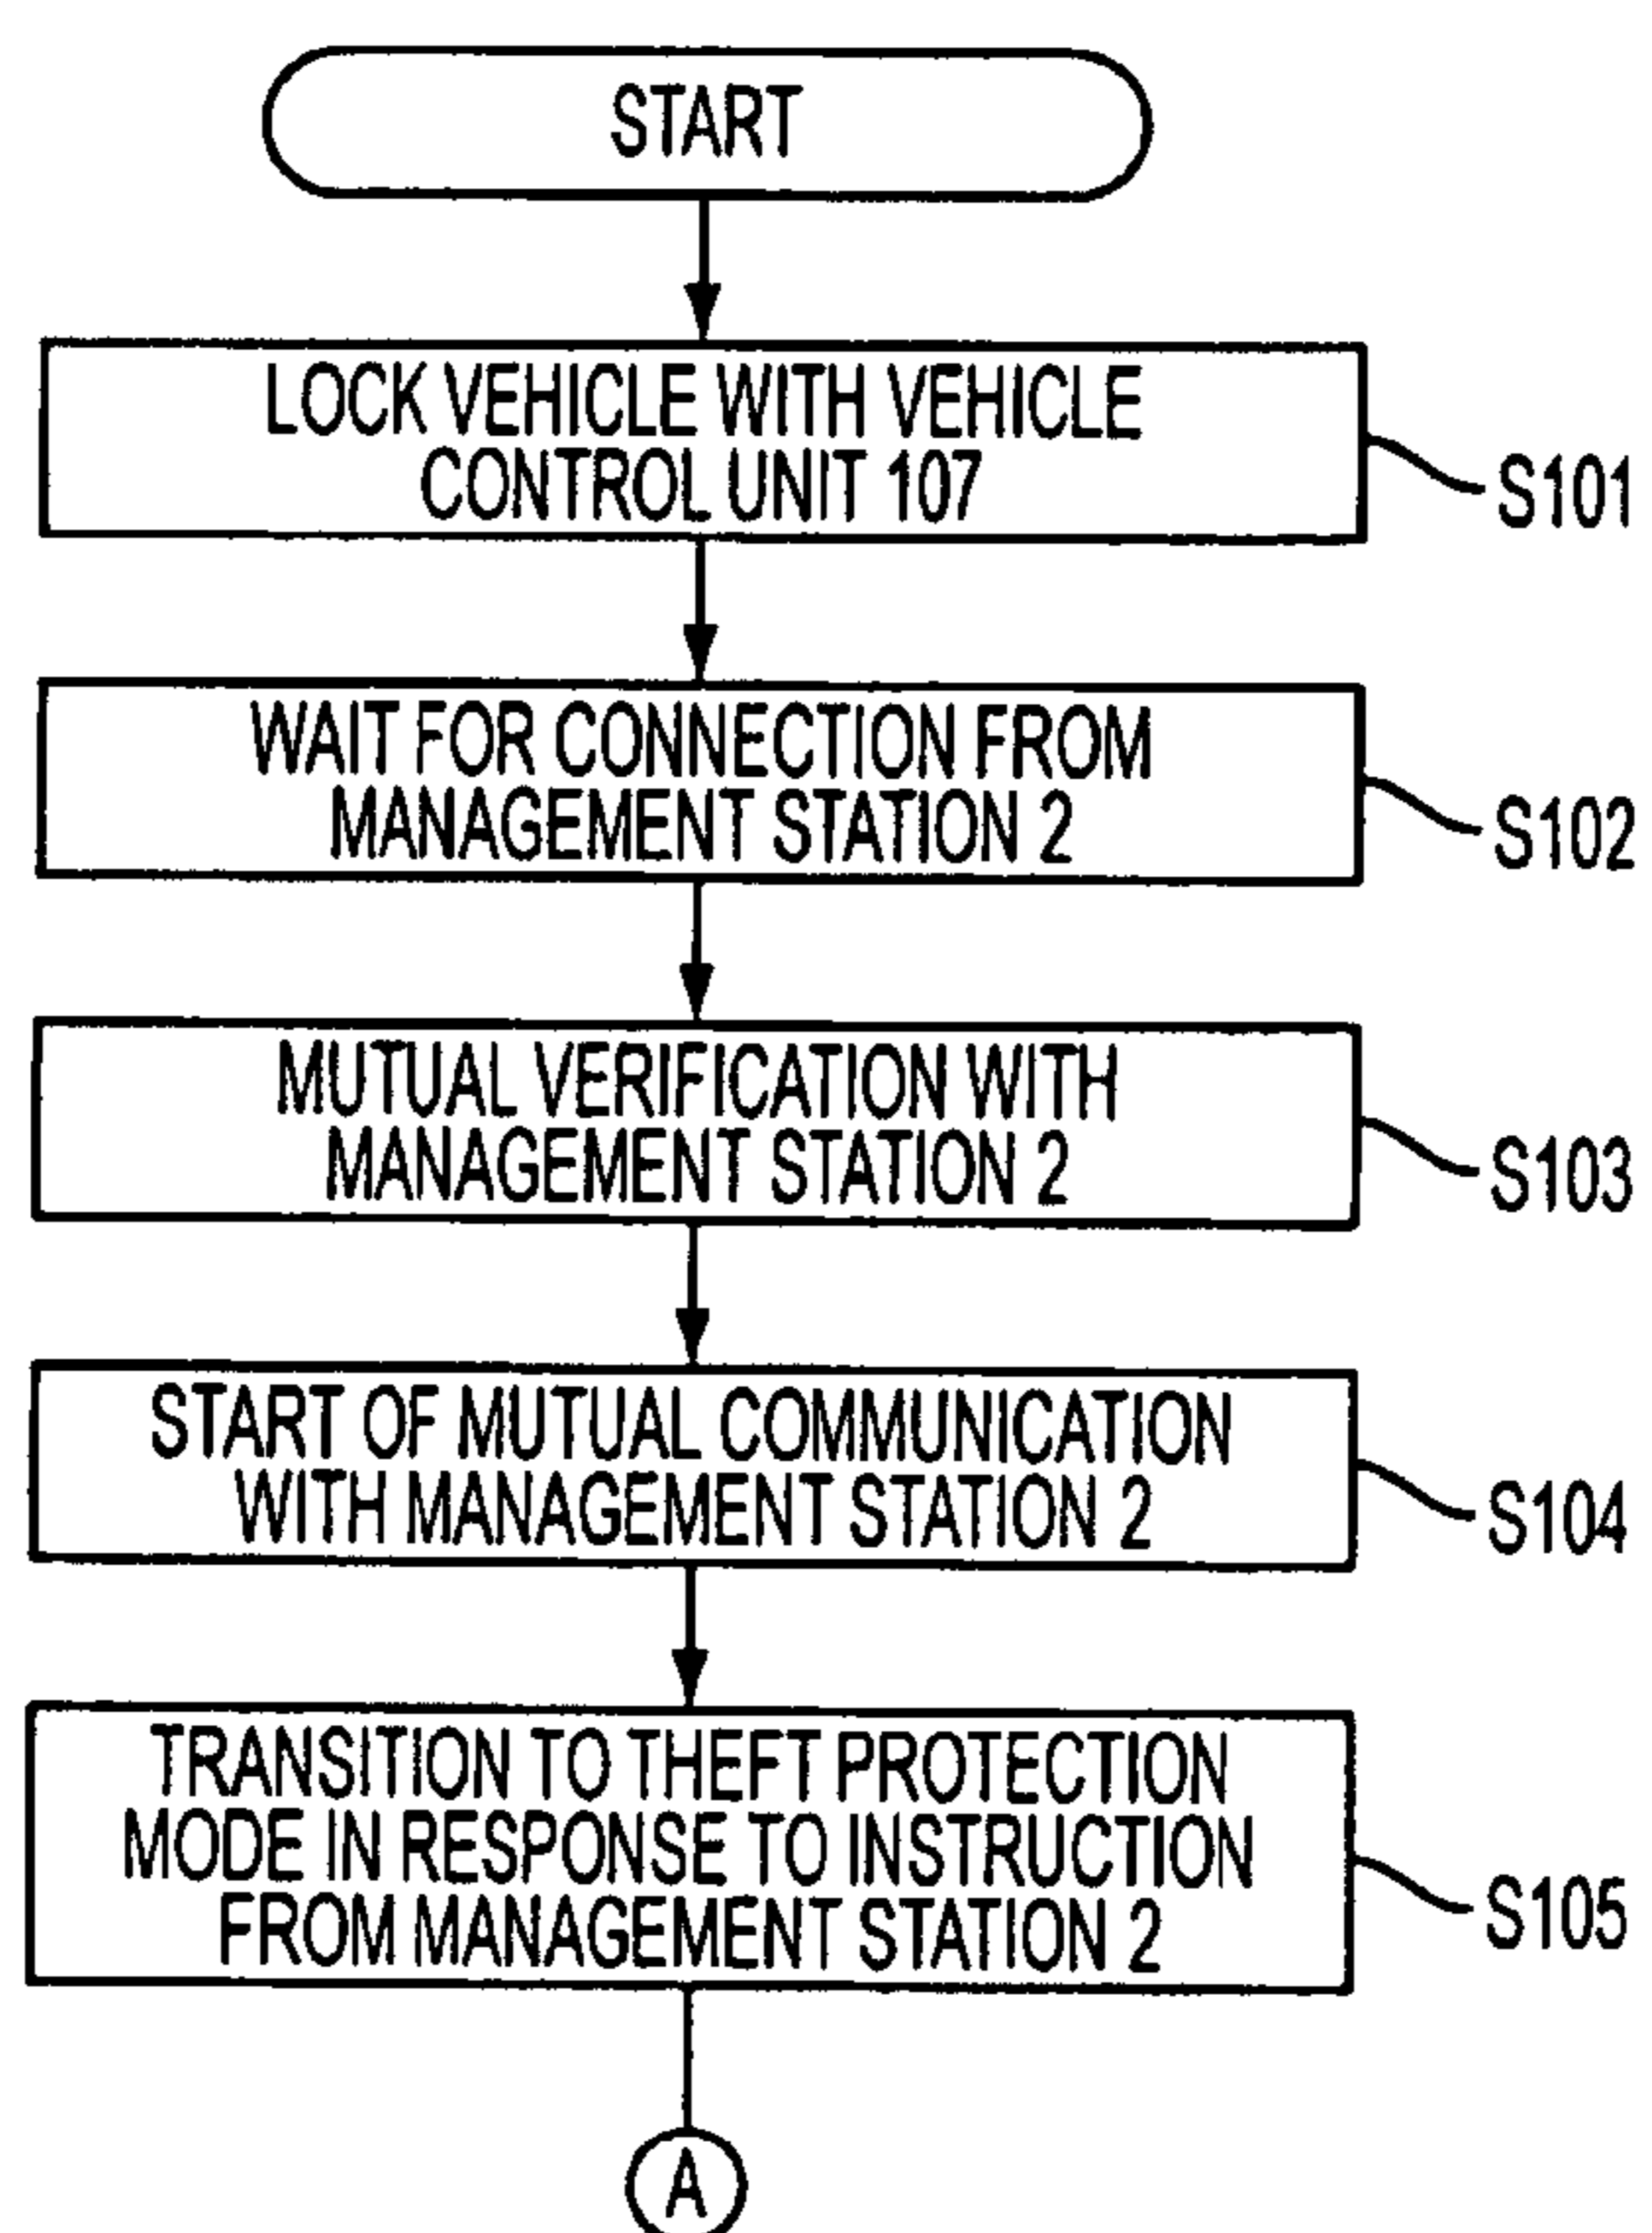 START
LOCK VEHICLE WITH VEHICLE
CONTROL UNIT 107
S101
WAIT FOR CONNECTION FROM
MANAGEMENT STATION 2
S102
MUTUAL VERIFICATION WITH
MANAGEMENT STATION 2
S103
START OF MUTUAL COMMUNICATION
WITH MANAGEMENT STATION 2
S104
TRANSITION TO THEFT PROTECTION
MODE IN RESPONSE TO INSTRUCTION
FROM MANAGEMENT STATION 2
S105
A